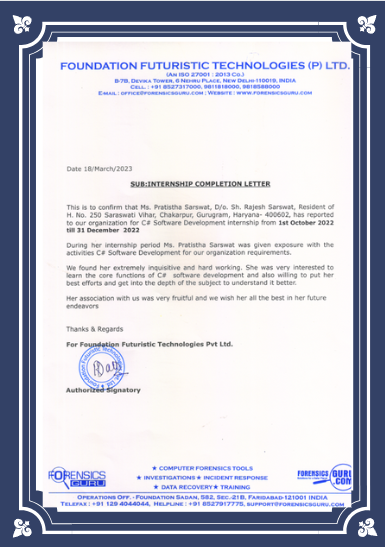 FOUNDATION FUTURISTIC TECHNOLOGIES (P) LTD.
(AN ISO 27001 : 2013 CO.)
B-7B, DEVIKA TOWER, 6 NEHRU PLACE, NEW DELHI-110019, INDIA
CELL. : +91 8527317000, 9811818000, 9818588000
E-MAIL : OFFICE@FORENSICSGURU.COM ; WEBSITE : WWW.FORENSICSGURU.COM
Date 18/March/2023
SUB:INTERNSHIP COMPLETION LETTER
This is to confirm that Ms. Pratistha Sarswat, D/o. Sh. Rajesh Sarswat, Resident of
H. No. 250 Saraswati Vihar, Chakarpur, Gurugram, Haryana- 400602, has reported
to our organization for C# Software Development internship from 1st October 2022
till 31 December 2022
During her internship period Ms. Pratistha Sarswat was given exposure with the
activities C# Software Development for our organization requirements.
We found her extremely inquisitive and hard working. She was very interested to
learn the core functions of C# software development and also willing to put her
best efforts and get into the depth of the subject to understand it better.
Her association with us was very fruitful and we wish her all the best in her future
endeavors
Thanks & Regards
For Foundation Futuristic Technologies Pvt Ltd.
Authorized Signatory
FORENSICS
GURU
★ COMPUTER FORENSICS TOOLS
★ INVESTIGATIONS ★ INCIDENT RESPONSE
★ DATA RECOVERY ★ TRAINING
FORENSICS GURU
.COM
OPERATIONS OFF. - FOUNDATION SADAN, 582, SEC.-21B, FARIDABAD-121001 INDIA
TELEFAX : +91 129 4044044, HELPLINE : +91 8527917775, SUPPORT@FORENSICSGURU.COM